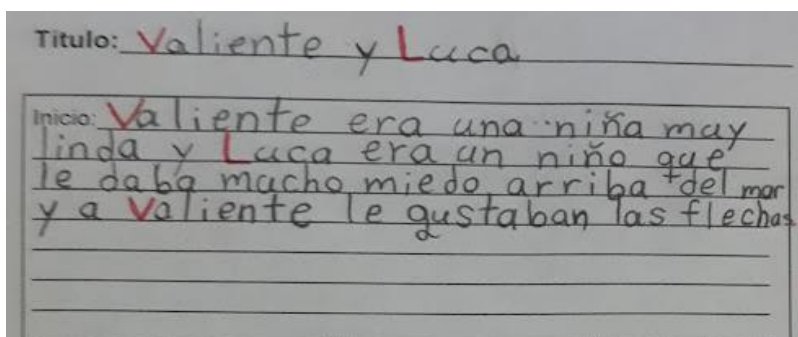 Titulo: Valiente y Luca
Inicio: Valiente era una niña muy
linda y Luca era un niño que
le daba mucho miedo arriba del mar
y a Valiente le gustaban las flechas